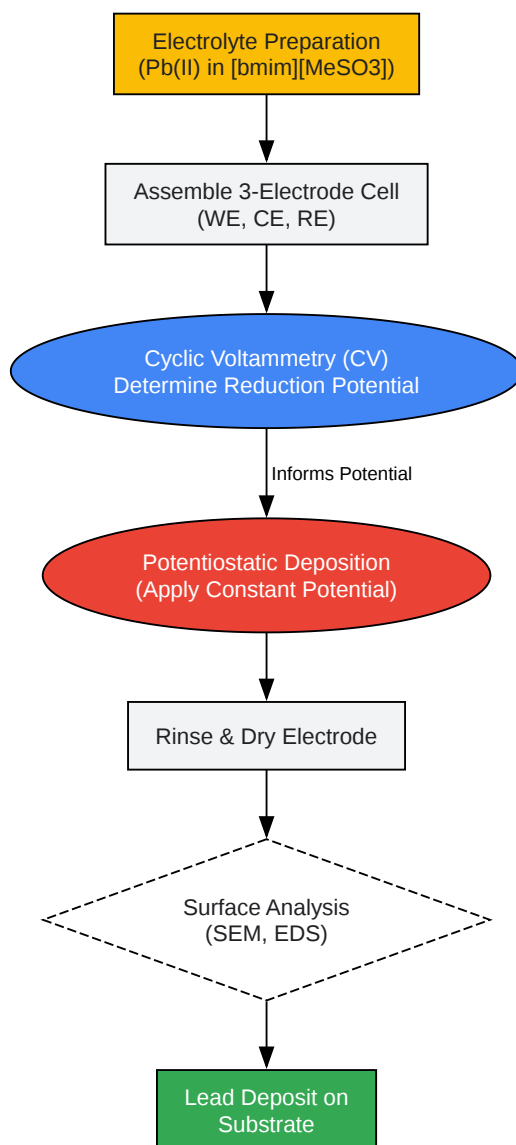 Electrolyte Preparation
(Pb(II) in [bmim][MeSO3])
Assemble 3-Electrode Cell
(WE, CE, RE)
Cyclic Voltammetry (CV)
Determine Reduction Potential
Informs Potential
Potentiostatic Deposition
(Apply Constant Potential)
Rinse & Dry Electrode
Surface Analysis
(SEM, EDS)
Lead Deposit on
Substrate